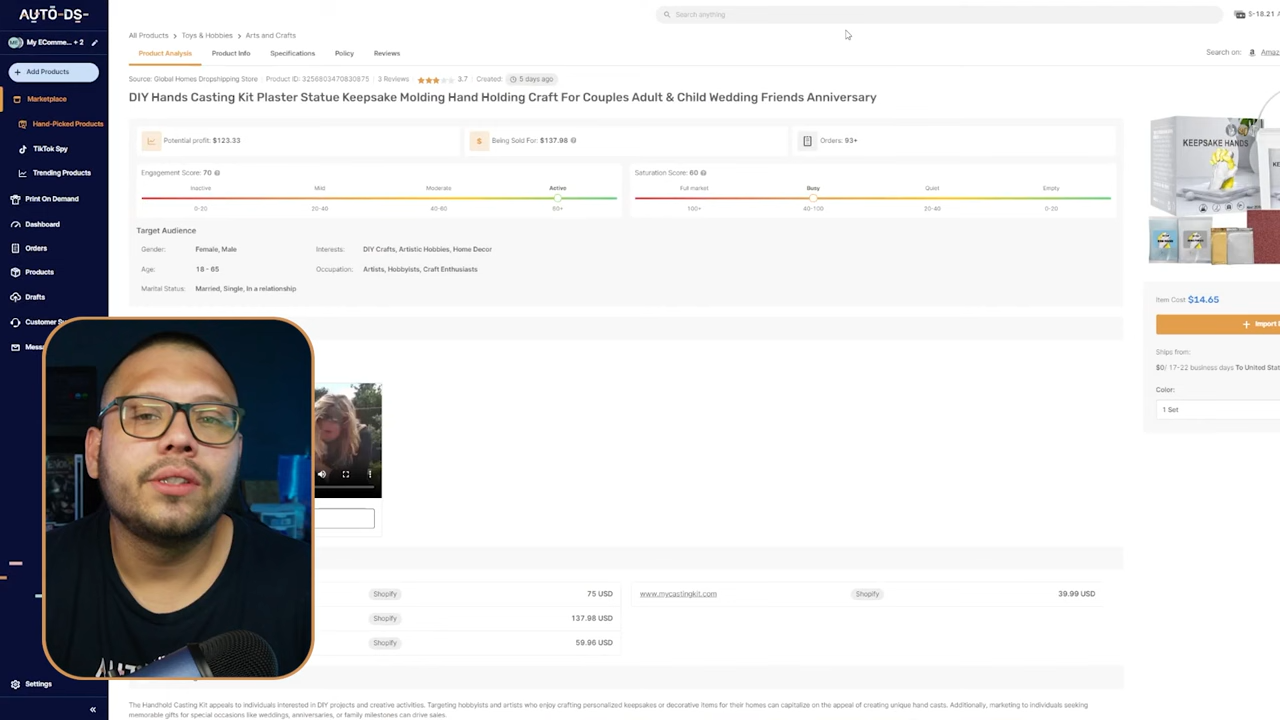 AUTO-DS-
Search anything
$-18.21
My EComme... + 2
All Products > Toys & Hobbies > Arts and Crafts
Product Analysis Product Info Specifications Policy Reviews
Search on: Amaz
+ Add Products
Marketplace
Hand-Picked Products
TikTok Spy
Trending Products
Print On Demand
Dashboard
Orders
Products
Drafts
Customer Su
Mess
Settings
«
Source: Global Homes Dropshipping Store Product ID: 3256803470830875 3 Reviews 3.7 Created: 5 days ago
DIY Hands Casting Kit Plaster Statue Keepsake Molding Hand Holding Craft For Couples Adult & Child Wedding Friends Anniversary
Potential profit: $123.33 Being Sold For: $137.98 Orders: 93+
Engagement Score: 70
Inactive Mild Moderate Active
0-20 20-40 40-60 60+
Saturation Score: 60
Full market Busy Quiet Empty
100+ 40-100 20-40 0-20
Target Audience
Gender: Female, Male Interests: DIY Crafts, Artistic Hobbies, Home Decor
Age: 18 - 65 Occupation: Artists, Hobbyists, Craft Enthusiasts
Marital Status: Married, Single, In a relationship
KEEPSAKE HANDS
Item Cost $14.65
+ Import
Ships from:
$0/ 17-22 business days To United Stat
Color:
1 Set
Shopify 75 USD
Shopify 137.98 USD
Shopify 59.96 USD
www.mycastingkit.com Shopify 39.99 USD
The Handhold Casting Kit appeals to individuals interested in DIY projects and creative activities. Targeting hobbyists and artists who enjoy crafting personalized keepsakes or decorative items for their homes can capitalize on the appeal of creating unique hand casts. Additionally, marketing to individuals seeking
memorable gifts for special occasions like weddings, anniversaries, or family milestones can drive sales.